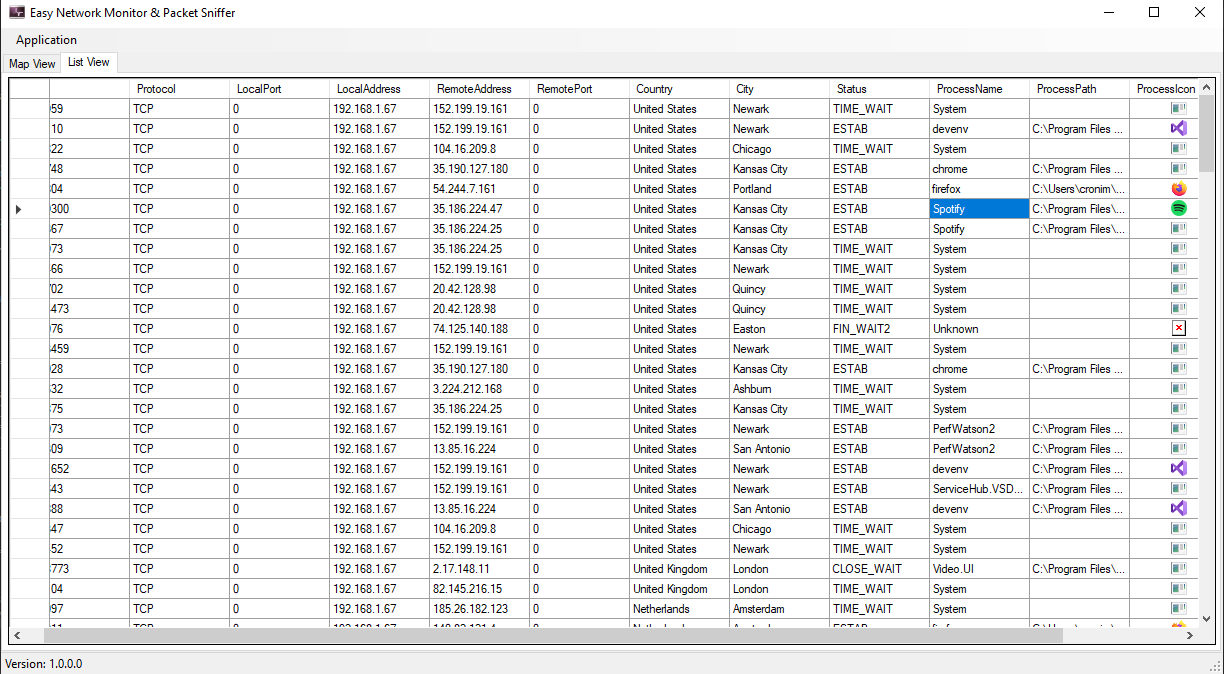 Easy Network Monitor & Packet Sniffer
Application
Map View List View
Protocol LocalPort LocalAddress RemoteAddress RemotePort Country City Status ProcessName ProcessPath ProcessIcon
059 TCP 0 192.168.1.67 152.199.19.161 0 United States Newark TIME_WAIT System
10 TCP 0 192.168.1.67 152.199.19.161 0 United States Newark ESTAB devenv C:\Program Files ...
22 TCP 0 192.168.1.67 104.16.209.8 0 United States Chicago TIME_WAIT System
748 TCP 0 192.168.1.67 35.190.127.180 0 United States Kansas City ESTAB chrome C:\Program Files ...
304 TCP 0 192.168.1.67 54.244.7.161 0 United States Portland ESTAB firefox C:\Users\cronim\...
300 TCP 0 192.168.1.67 35.186.224.47 0 United States Kansas City ESTAB Spotify C:\Program Files\...
367 TCP 0 192.168.1.67 35.186.224.25 0 United States Kansas City ESTAB Spotify C:\Program Files\...
073 TCP 0 192.168.1.67 35.186.224.25 0 United States Kansas City TIME_WAIT System
366 TCP 0 192.168.1.67 152.199.19.161 0 United States Newark TIME_WAIT System
702 TCP 0 192.168.1.67 20.42.128.98 0 United States Quincy TIME_WAIT System
473 TCP 0 192.168.1.67 20.42.128.98 0 United States Quincy TIME_WAIT System
076 TCP 0 192.168.1.67 74.125.140.188 0 United States Easton FIN_WAIT2 Unknown
459 TCP 0 192.168.1.67 152.199.19.161 0 United States Newark TIME_WAIT System
028 TCP 0 192.168.1.67 35.190.127.180 0 United States Kansas City ESTAB chrome C:\Program Files ...
332 TCP 0 192.168.1.67 3.224.212.168 0 United States Ashburn TIME_WAIT System
375 TCP 0 192.168.1.67 35.186.224.25 0 United States Kansas City TIME_WAIT System
073 TCP 0 192.168.1.67 152.199.19.161 0 United States Newark ESTAB PerfWatson2 C:\Program Files ...
309 TCP 0 192.168.1.67 13.85.16.224 0 United States San Antonio ESTAB PerfWatson2 C:\Program Files ...
652 TCP 0 192.168.1.67 152.199.19.161 0 United States Newark ESTAB devenv C:\Program Files ...
343 TCP 0 192.168.1.67 152.199.19.161 0 United States Newark ESTAB ServiceHub.VSD... C:\Program Files ...
388 TCP 0 192.168.1.67 13.85.16.224 0 United States San Antonio ESTAB devenv C:\Program Files ...
47 TCP 0 192.168.1.67 104.16.209.8 0 United States Chicago TIME_WAIT System
352 TCP 0 192.168.1.67 152.199.19.161 0 United States Newark TIME_WAIT System
773 TCP 0 192.168.1.67 2.17.148.11 0 United Kingdom London CLOSE_WAIT Video.UI C:\Program Files\...
04 TCP 0 192.168.1.67 82.145.216.15 0 United Kingdom London TIME_WAIT System
097 TCP 0 192.168.1.67 185.26.182.123 0 Netherlands Amsterdam TIME_WAIT System
Version: 1.0.0.0